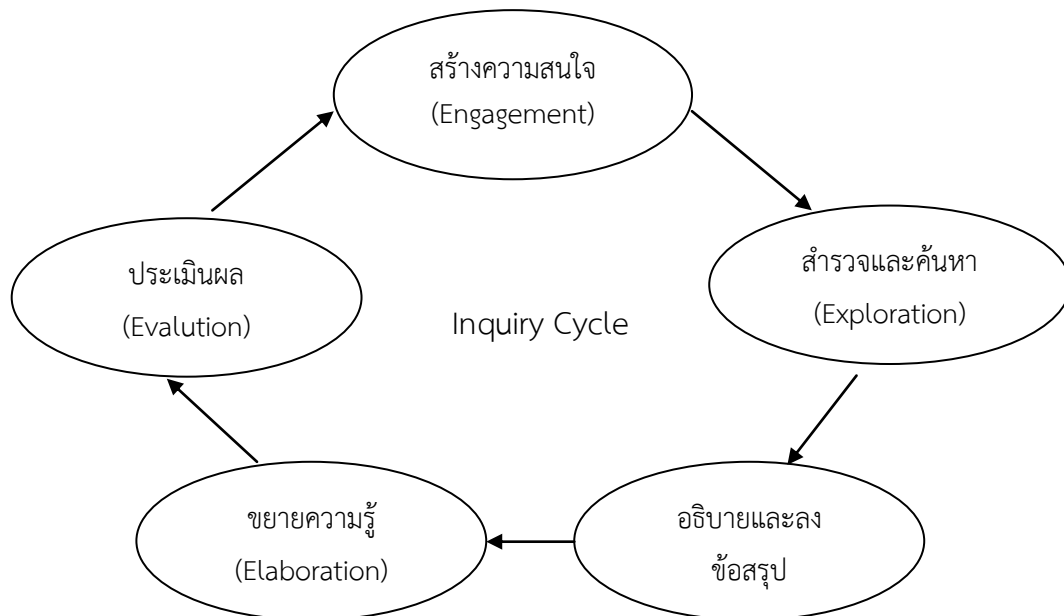 สร้างความสนใจ
(Engagement)
สำรวจและค้นหา
(Exploration)
อธิบายและลง
ข้อสรุป
ขยายความรู้
(Elaboration)
ประเมินผล
(Evalution)
Inquiry Cycle